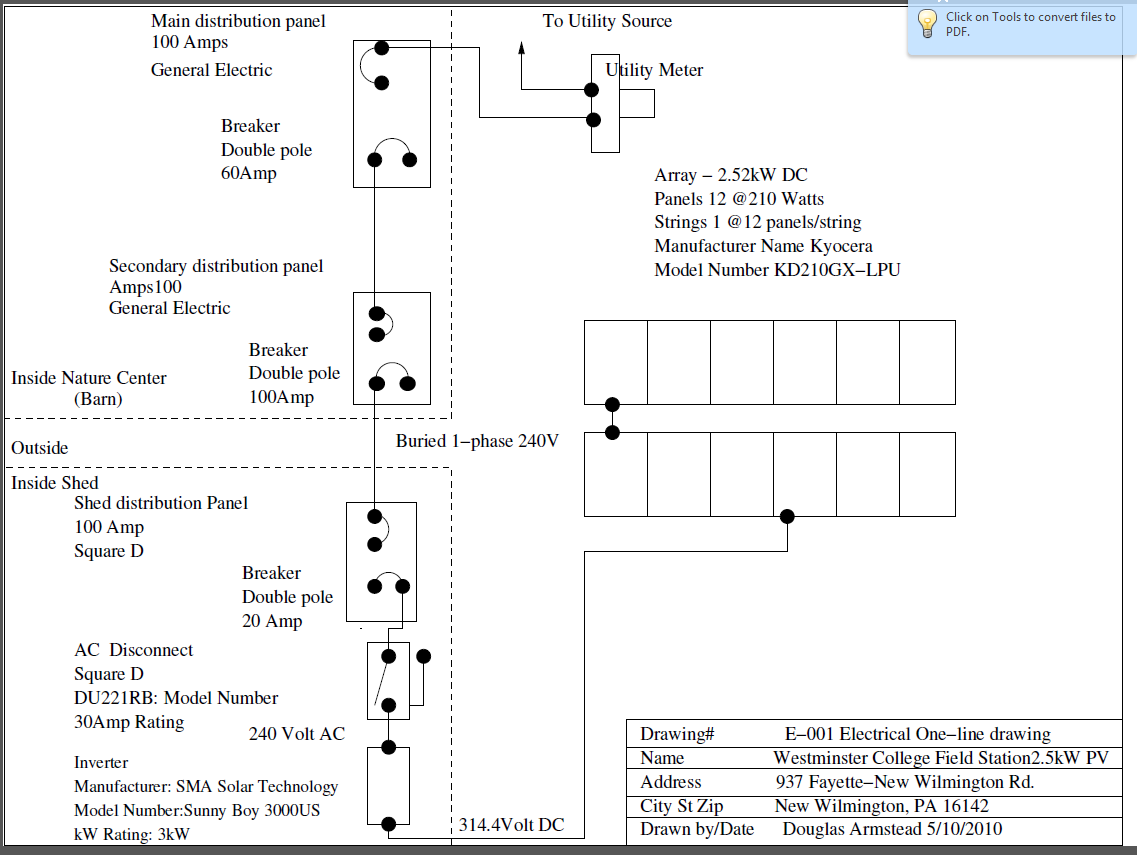 Main distribution panel
100 Amps
General Electric
To Utility Source
Click on Tools to convert files to
PDF.
Utility Meter
Breaker
Double pole
60Amp
Array − 2.52kW DC
Panels 12 @210 Watts
Strings 1 @12 panels/string
Manufacturer Name Kyocera
Model Number KD210GX−LPU
Secondary distribution panel
Amps100
General Electric
Breaker
Double pole
100Amp
Inside Nature Center
(Barn)
Outside
Buried 1−phase 240V
Inside Shed
Shed distribution Panel
100 Amp
Square D
Breaker
Double pole
20 Amp
AC Disconnect
Square D
DU221RB: Model Number
30Amp Rating
240 Volt AC
Inverter
Manufacturer: SMA Solar Technology
Model Number:Sunny Boy 3000US
kW Rating: 3kW
314.4Volt DC
Drawing# E−001 Electrical One−line drawing
Name Westminster College Field Station2.5kW PV
Address 937 Fayette−New Wilmington Rd.
City St Zip New Wilmington, PA 16142
Drawn by/Date Douglas Armstead 5/10/2010